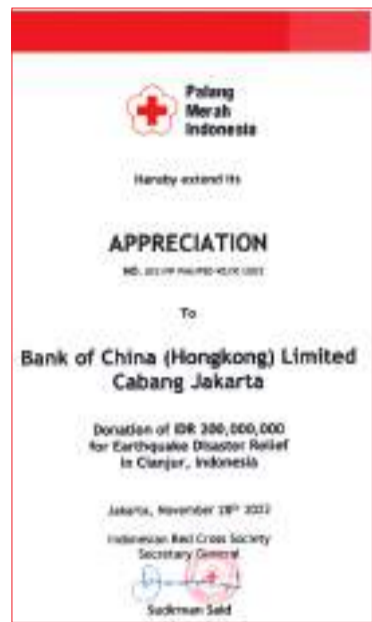 Palang
Merah
Indonesia
Hereby extend its
APPRECIATION
NO.
To
Bank of China (Hongkong) Limited
Cabang Jakarta
Donation of IDR 200,000,000
for Earthquake Disaster Relief
in Cianjur, Indonesia
Jakarta, November 28th 2022
Indonesian Red Cross Society
Secretary General
Sudirman Said